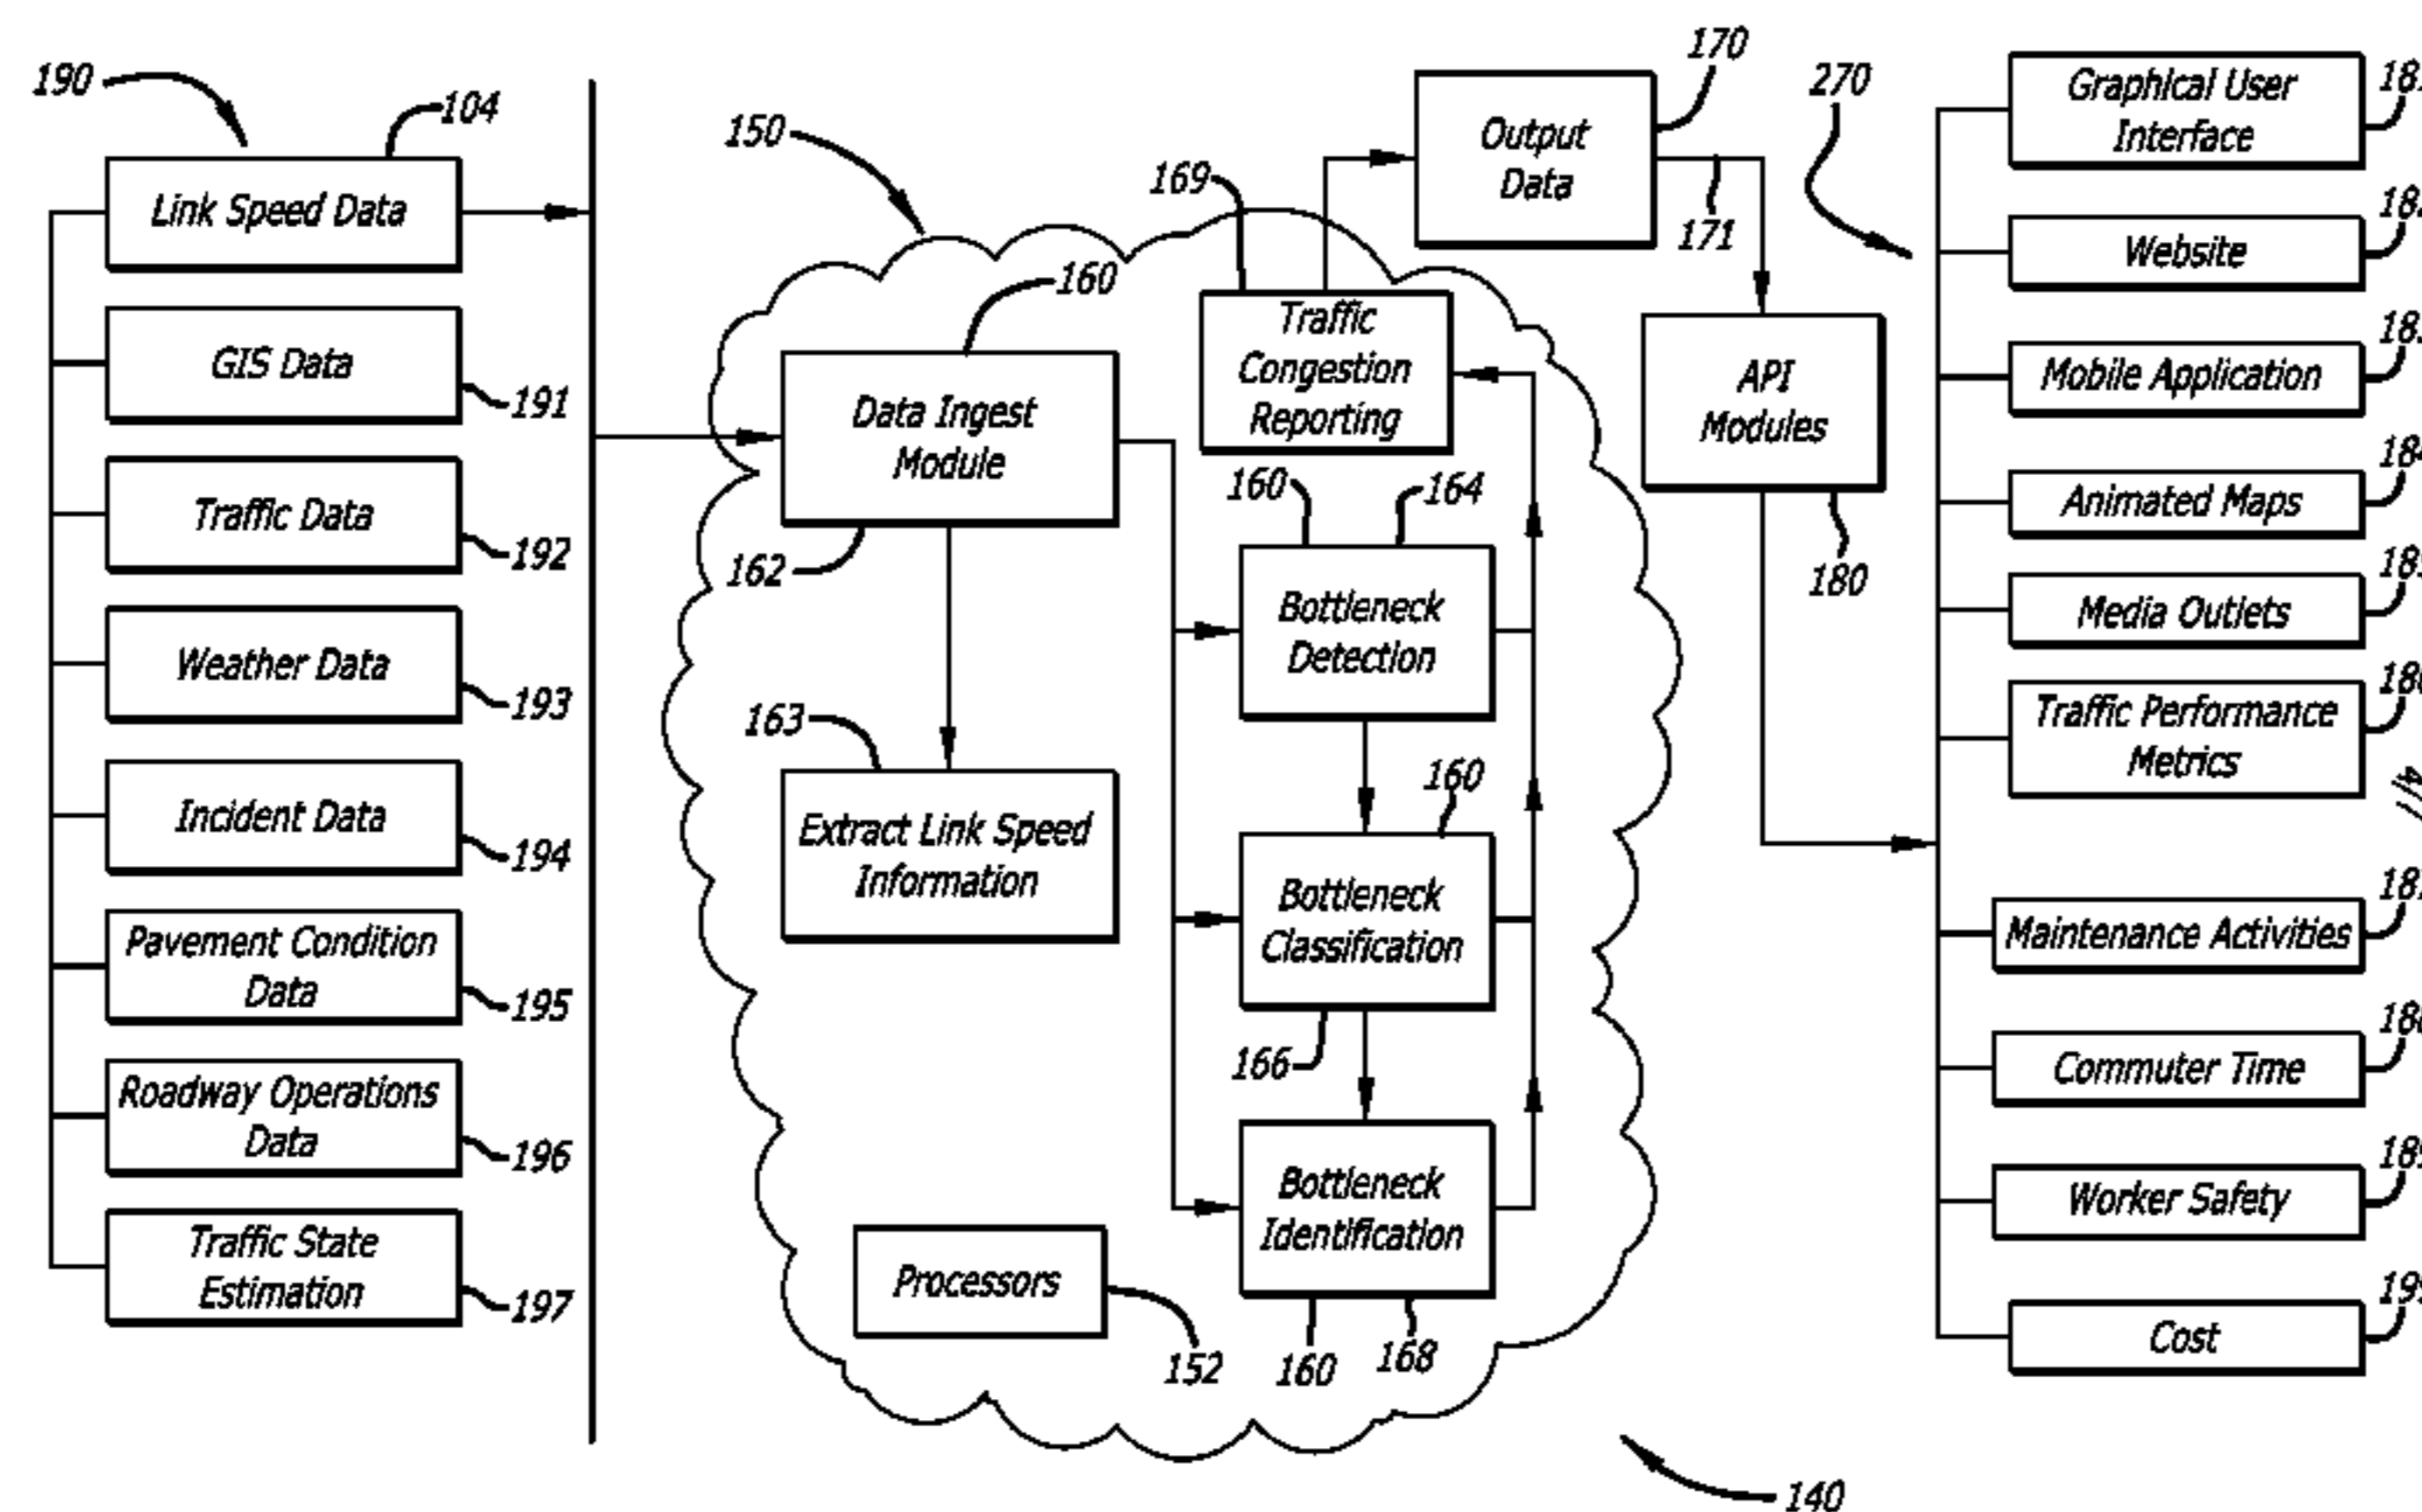 190
104
Link Speed Data
GIS Data
191
Traffic Data
192
Weather Data
193
Incident Data
194
Pavement Condition
Data
195
Roadway Operations
Data
196
Traffic State
Estimation
197
150
160
Data Ingest
Module
162
163
Extract Link Speed
Information
Processors
152
169
Traffic
Congestion
Reporting
160
164
Bottleneck
Detection
160
Bottleneck
Classification
166
Bottleneck
Identification
160
168
140
170
Output
Data
171
API
Modules
180
270
Graphical User
Interface
Website
Mobile Application
Animated Maps
Media Outlets
Traffic Performance
Metrics
Maintenance Activities
Commuter Time
Worker Safety
Cost